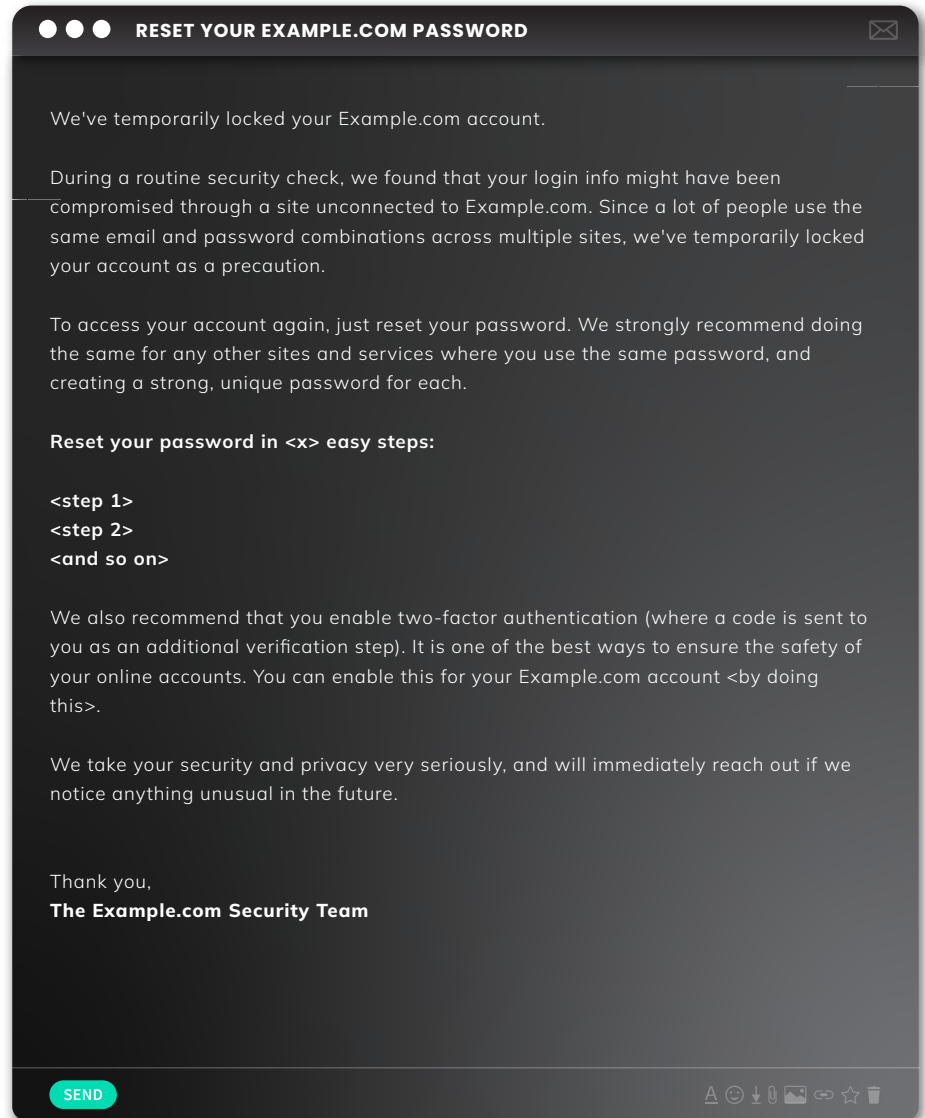 RESET YOUR EXAMPLE.COM PASSWORD
We've temporarily locked your Example.com account.
During a routine security check, we found that your login info might have been
compromised through a site unconnected to Example.com. Since a lot of people use the
same email and password combinations across multiple sites, we've temporarily locked
your account as a precaution.
To access your account again, just reset your password. We strongly recommend doing
the same for any other sites and services where you use the same password, and
creating a strong, unique password for each.
Reset your password in <x> easy steps:
<step 1>
<step 2>
<and so on>
We also recommend that you enable two-factor authentication (where a code is sent to
you as an additional verification step). It is one of the best ways to ensure the safety of
your online accounts. You can enable this for your Example.com account <by doing
this>.
We take your security and privacy very seriously, and will immediately reach out if we
notice anything unusual in the future.
Thank you,
The Example.com Security Team
SEND
A